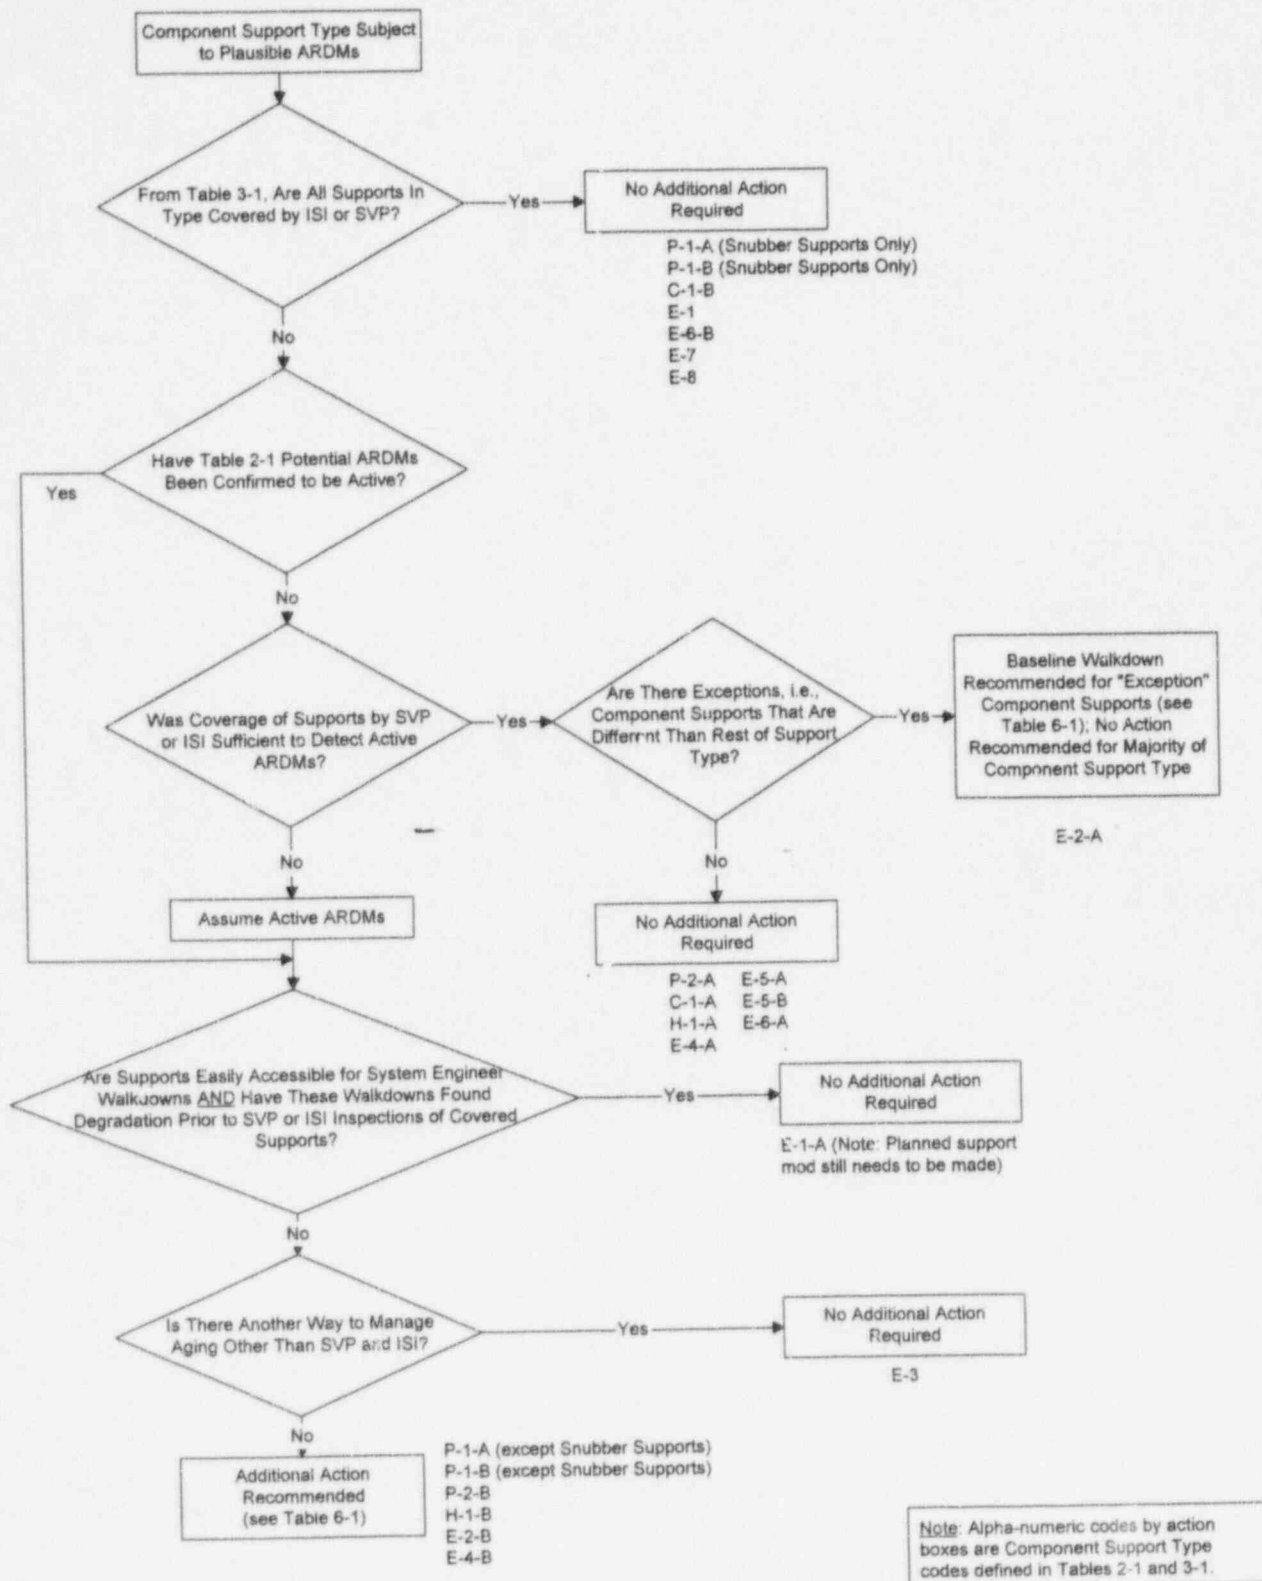 Component Support Type Subject
to Plausible ARDMs
From Table 3-1, Are All Supports In
Type Covered by ISI or SVP?
Yes
No Additional Action
Required
P-1-A (Snubber Supports Only)
P-1-B (Snubber Supports Only)
C-1-B
E-1
E-6-B
E-7
E-8
No
Have Table 2-1 Potential ARDMs
Been Confirmed to be Active?
Yes
No
Was Coverage of Supports by SVP
or ISI Sufficient to Detect Active
ARDMs?
Yes
Are There Exceptions, i.e.,
Component Supports That Are
Different Than Rest of Support
Type?
Yes
Baseline Walkdown
Recommended for "Exception"
Component Supports (see
Table 6-1); No Action
Recommended for Majority of
Component Support Type
E-2-A
No
No
Assume Active ARDMs
No Additional Action
Required
P-2-A E-5-A
C-1-A E-5-B
H-1-A E-6-A
E-4-A
Are Supports Easily Accessible for System Engineer
Walkdowns AND Have These Walkdowns Found
Degradation Prior to SVP or ISI Inspections of Covered
Supports?
Yes
No Additional Action
Required
E-1-A (Note: Planned support
mod still needs to be made)
No
Is There Another Way to Manage
Aging Other Than SVP and ISI?
Yes
No Additional Action
Required
E-3
No
Additional Action
Recommended
(see Table 6-1)
P-1-A (except Snubber Supports)
P-1-B (except Snubber Supports)
P-2-B
H-1-B
E-2-B
E-4-B
Note: Alpha-numeric codes by action
boxes are Component Support Type
codes defined in Tables 2-1 and 3-1.